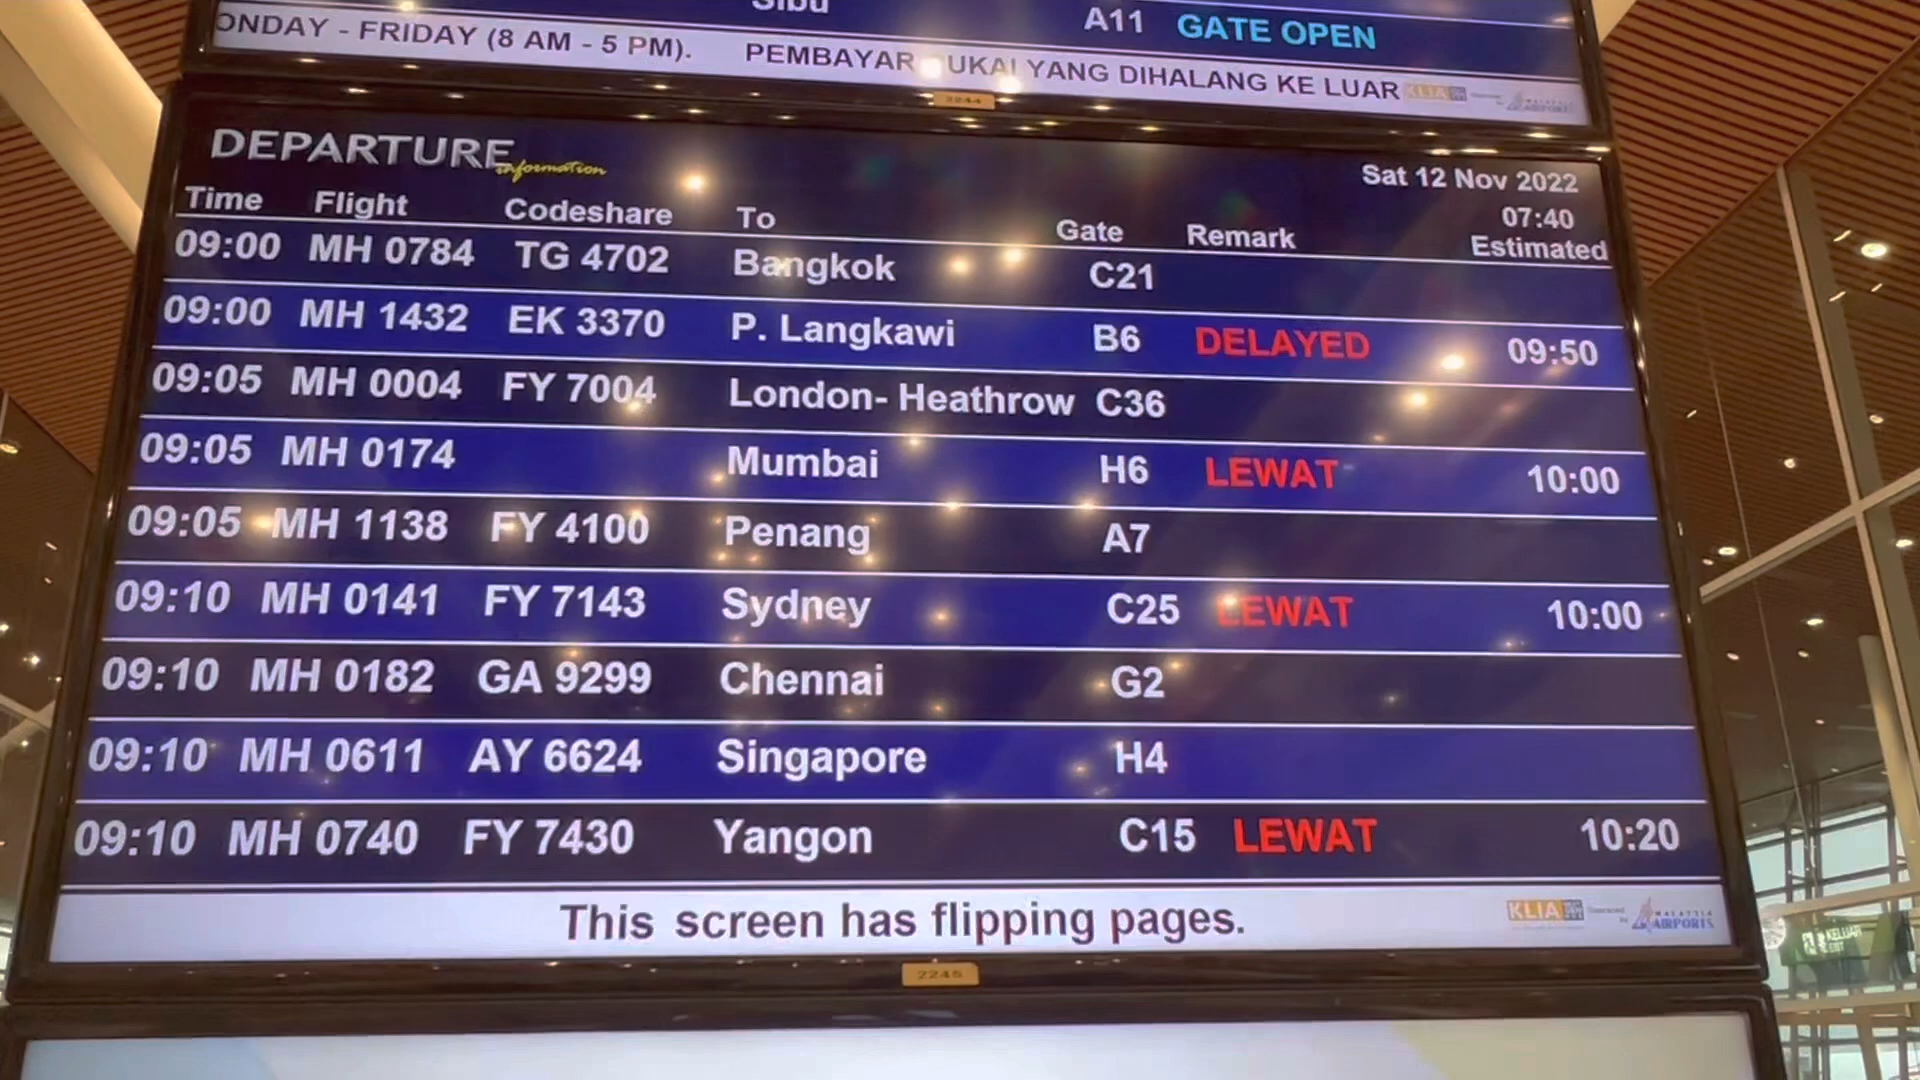 Sibu A11 GATE OPEN
ONDAY - FRIDAY (8 AM - 5 PM). PEMBAYAR UKAI YANG DIHALANG KE LUAR KLIA
2244
DEPARTURE information
Sat 12 Nov 2022
07:40
Time Flight Codeshare To Gate Remark Estimated
09:00 MH 0784 TG 4702 Bangkok C21
09:00 MH 1432 EK 3370 P. Langkawi B6 DELAYED 09:50
09:05 MH 0004 FY 7004 London- Heathrow C36
09:05 MH 0174 Mumbai H6 LEWAT 10:00
09:05 MH 1138 FY 4100 Penang A7
09:10 MH 0141 FY 7143 Sydney C25 LEWAT 10:00
09:10 MH 0182 GA 9299 Chennai G2
09:10 MH 0611 AY 6624 Singapore H4
09:10 MH 0740 FY 7430 Yangon C15 LEWAT 10:20
This screen has flipping pages. KLIA MALAYSIA AIRPORTS
2245
KELUAR